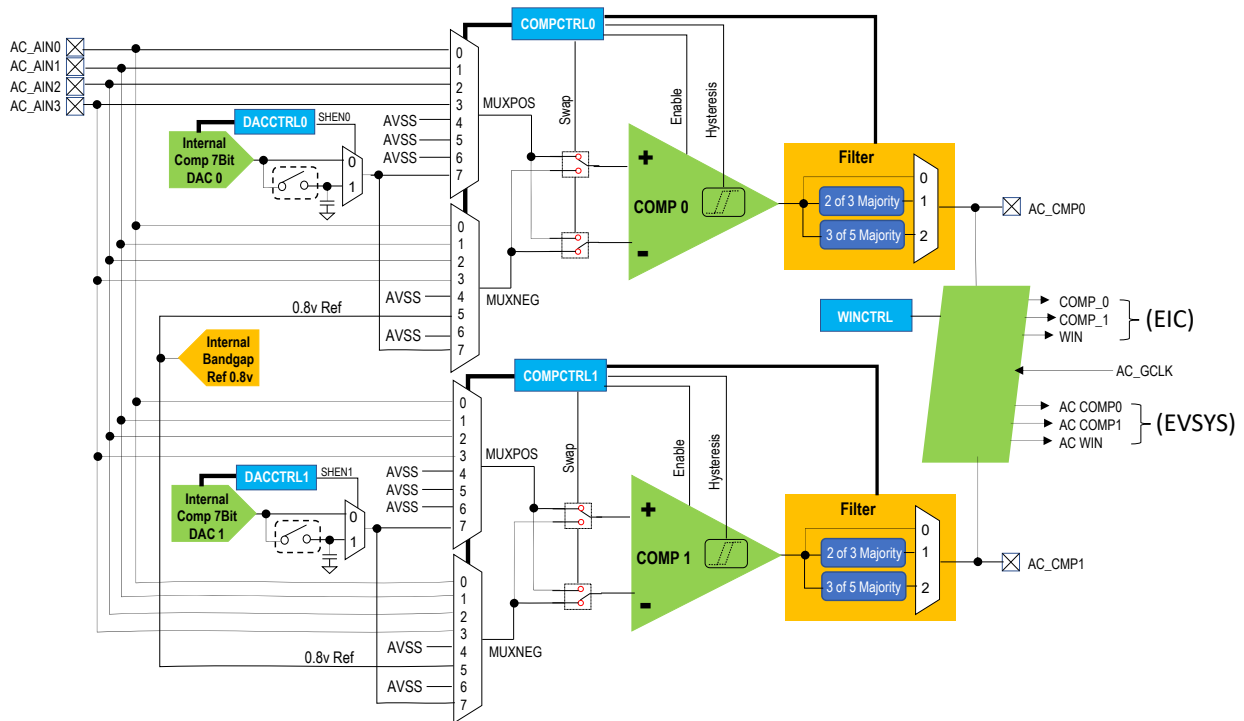 COMPCTRL0
AC_AIN0
AC_AIN1
AC_AIN2
AC_AIN3
0
1
2
3
4
5
6
7
MUXPOS
DACCTRL0
SHEN0
Internal
Comp 7Bit
DAC 0
0
1
AVSS
AVSS
AVSS
Swap
Enable
Hysteresis
+
COMP 0
-
Filter
0
2 of 3 Majority
1
3 of 5 Majority
2
AC_CMP0
0
1
2
3
4
5
6
7
MUXNEG
AVSS
0.8v Ref
AVSS
Internal
Bandgap
Ref 0.8v
WINCTRL
COMP_0
COMP_1
WIN
(EIC)
AC_GCLK
AC COMP0
AC COMP1
AC WIN
(EVSYS)
COMPCTRL1
0
1
2
3
4
5
6
7
MUXPOS
DACCTRL1
SHEN1
Internal
Comp 7Bit
DAC 1
0
1
AVSS
AVSS
AVSS
Swap
Enable
Hysteresis
+
COMP 1
-
Filter
0
2 of 3 Majority
1
3 of 5 Majority
2
AC_CMP1
0
1
2
3
4
5
6
7
MUXNEG
AVSS
0.8v Ref
AVSS